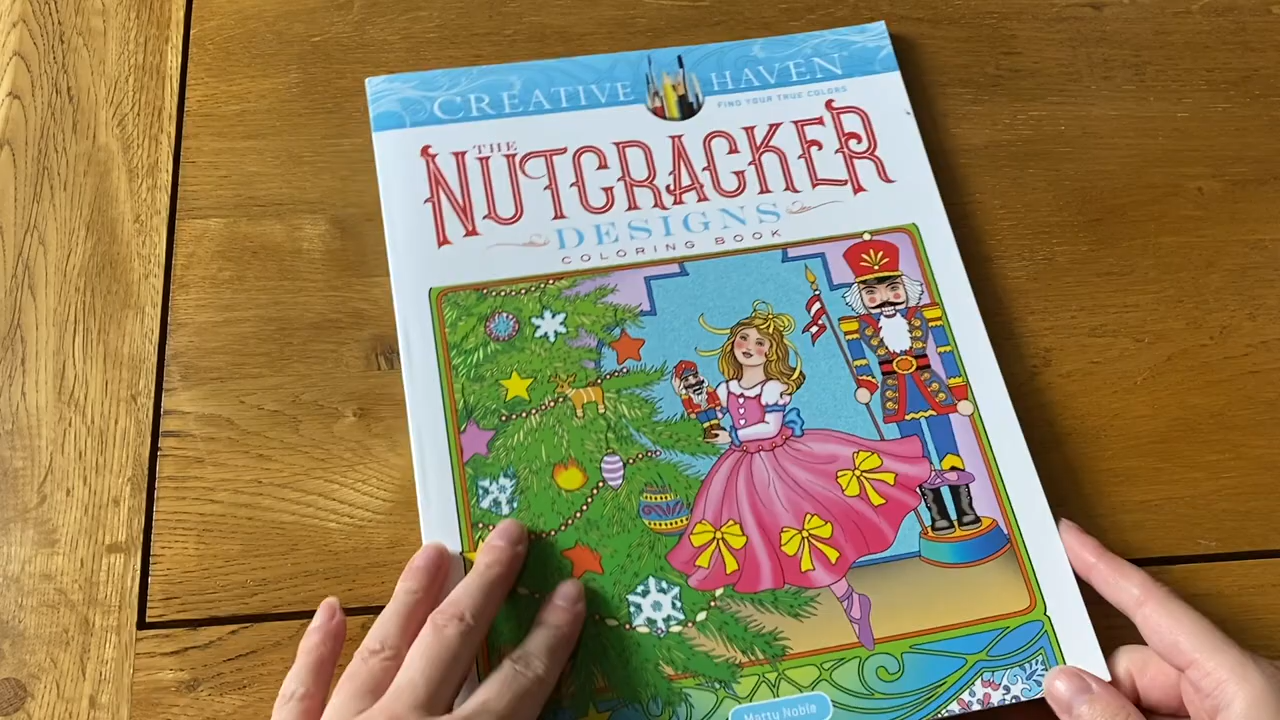 CREATIVE HAVEN
FIND YOUR TRUE COLORS
THE
NUTCRACKER
DESIGNS
COLORING BOOK
Marty Noble